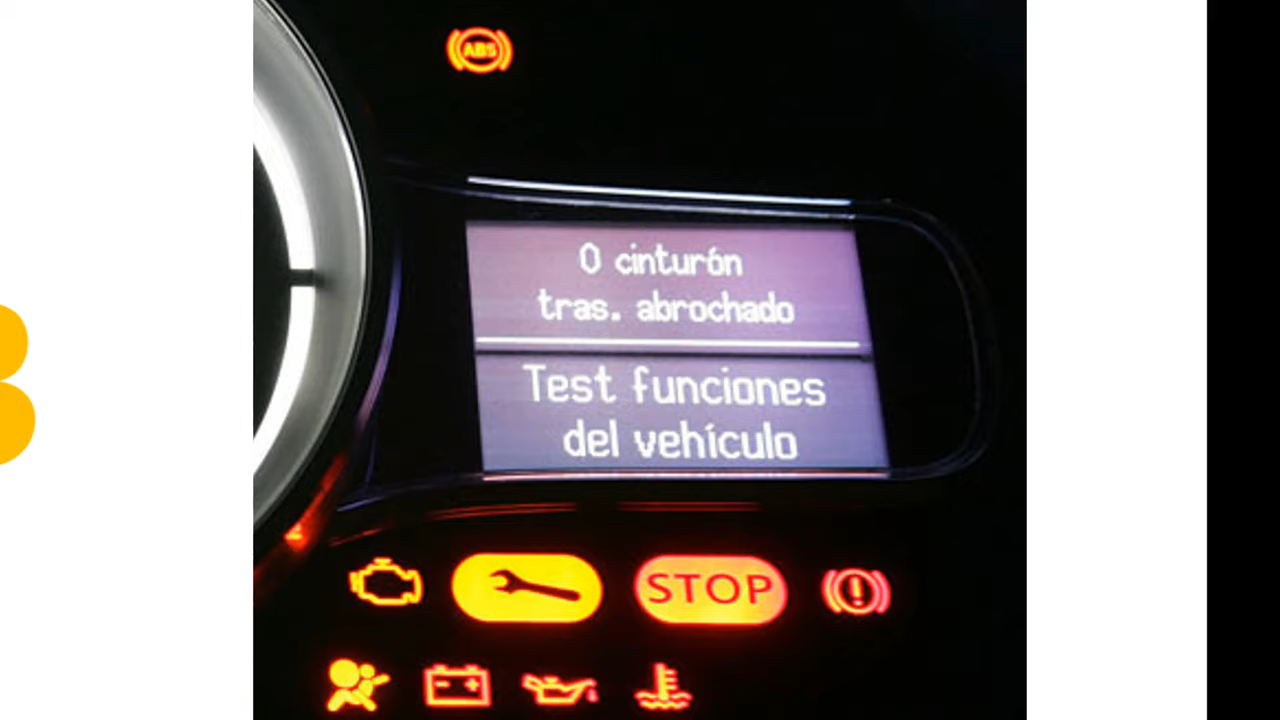 ABS
0 cinturón
tras. abrochado
Test funciones
del vehículo
STOP